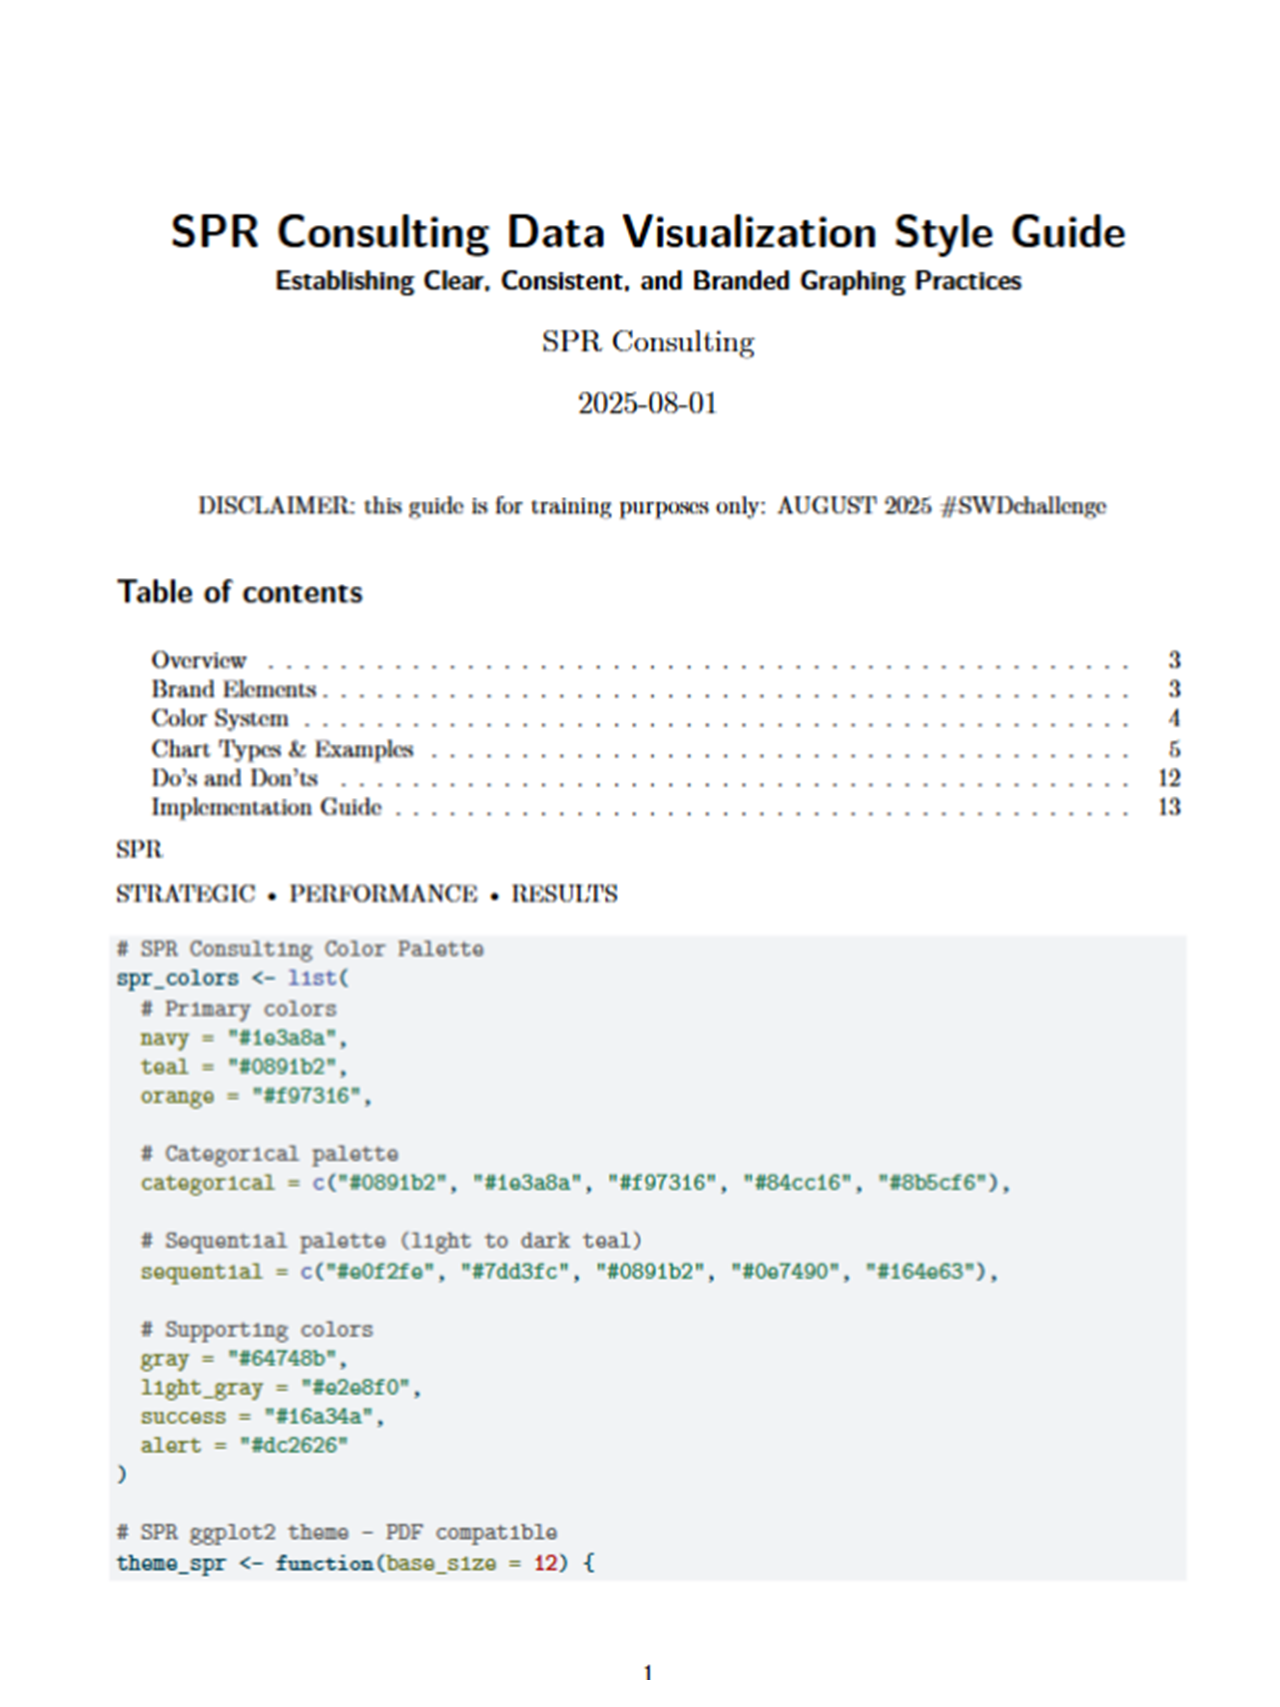 SPR Consulting Data Visualization Style Guide
Establishing Clear, Consistent, and Branded Graphing Practices
SPR Consulting
2025-08-01
DISCLAIMER: this guide is for training purposes only: AUGUST 2025 #SWDchallenge
Table of contents
Overview . . . . . . . . . . . . . . . . . . . . . . . . . . . . . . . . . . . . . . . . . . . . . . . . 3
Brand Elements . . . . . . . . . . . . . . . . . . . . . . . . . . . . . . . . . . . . . . . . . . . . . 3
Color System . . . . . . . . . . . . . . . . . . . . . . . . . . . . . . . . . . . . . . . . . . . . . . 4
Chart Types & Examples . . . . . . . . . . . . . . . . . . . . . . . . . . . . . . . . . . . . . . . 5
Do's and Don'ts . . . . . . . . . . . . . . . . . . . . . . . . . . . . . . . . . . . . . . . . . . . . 12
Implementation Guide . . . . . . . . . . . . . . . . . . . . . . . . . . . . . . . . . . . . . . . . . 13
SPR
STRATEGIC • PERFORMANCE • RESULTS
# SPR Consulting Color Palette
spr_colors <- list(
  # Primary colors
  navy = "#1e3a8a",
  teal = "#0891b2",
  orange = "#f97316",
  # Categorical palette
  categorical = c("#0891b2", "#1e3a8a", "#f97316", "#84cc16", "#8b5cf6"),
  # Sequential palette (light to dark teal)
  sequential = c("#e0f2fe", "#7dd3fc", "#0891b2", "#0e7490", "#164e63"),
  # Supporting colors
  gray = "#64748b",
  light_gray = "#e2e8f0",
  success = "#16a34a",
  alert = "#dc2626"
)
# SPR ggplot2 theme - PDF compatible
theme_spr <- function(base_size = 12) {
1